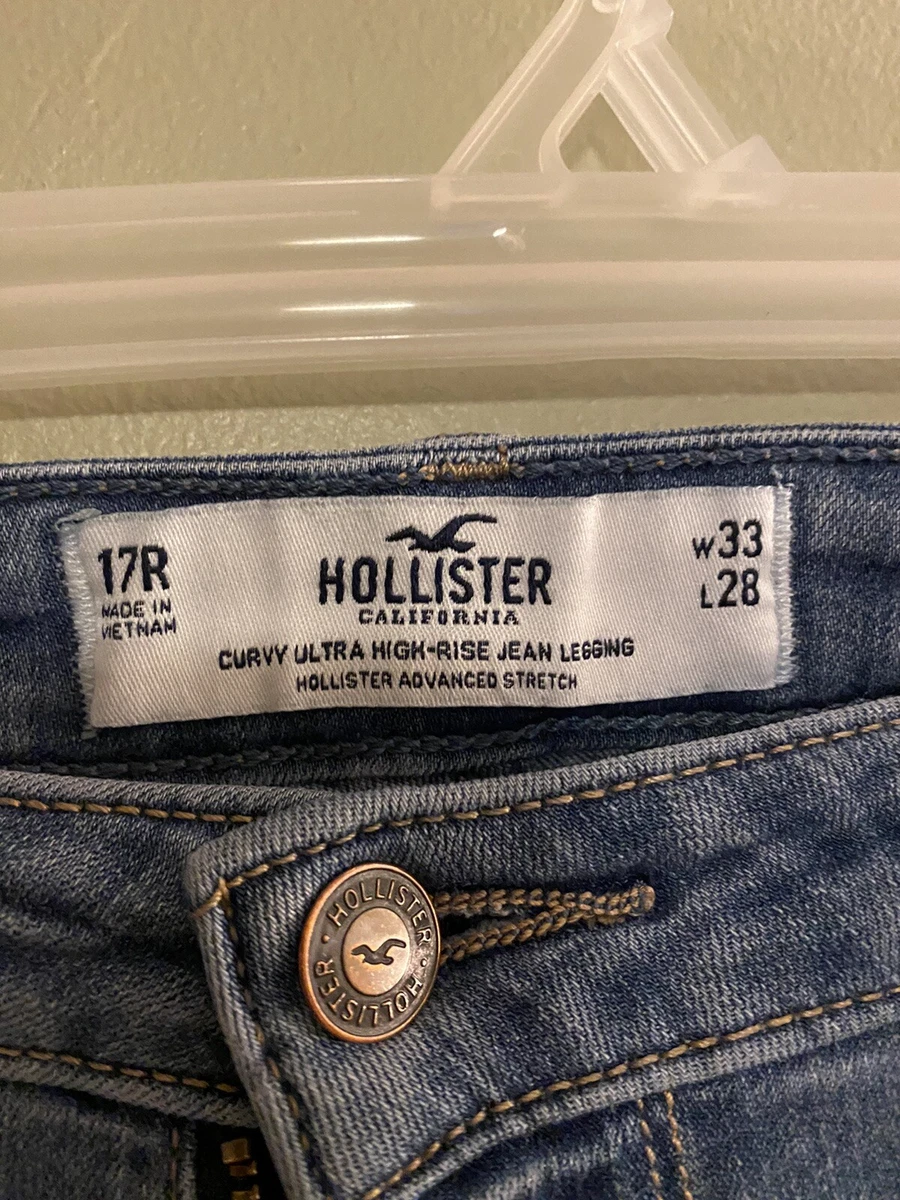 17R
MADE IN
VIETNAM
HOLLISTER
CALIFORNIA
CURVY ULTRA HIGH-RISE JEAN LEGGING
HOLLISTER ADVANCED STRETCH
W33
L28
HOLLISTER · HOLLISTER ·